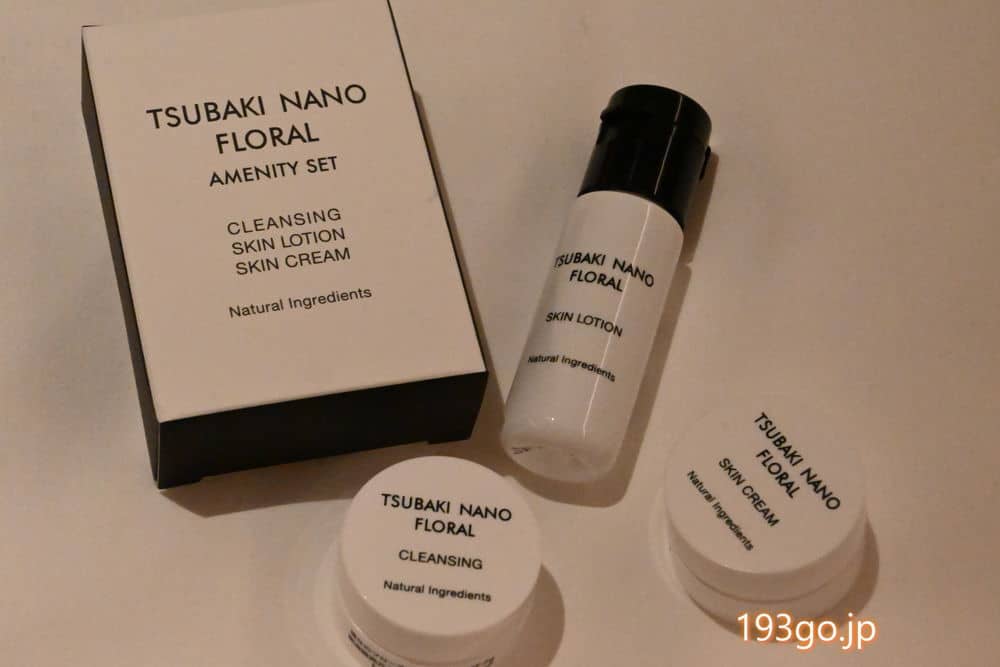 TSUBAKI NANO
FLORAL
AMENITY SET
CLEANSING
SKIN LOTION
SKIN CREAM
Natural Ingredients
TSUBAKI NANO
FLORAL
SKIN LOTION
Natural Ingredients
TSUBAKI NANO
FLORAL
CLEANSING
Natural Ingredients
TSUBAKI NANO
FLORAL
SKIN CREAM
Natural Ingredients
193go.jp